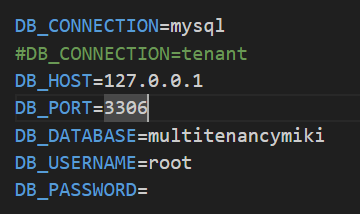 DB_CONNECTION=mysql
#DB_CONNECTION=tenant
DB_HOST=127.0.0.1
DB_PORT=3306
DB_DATABASE=multitenancymiki
DB_USERNAME=root
DB_PASSWORD=